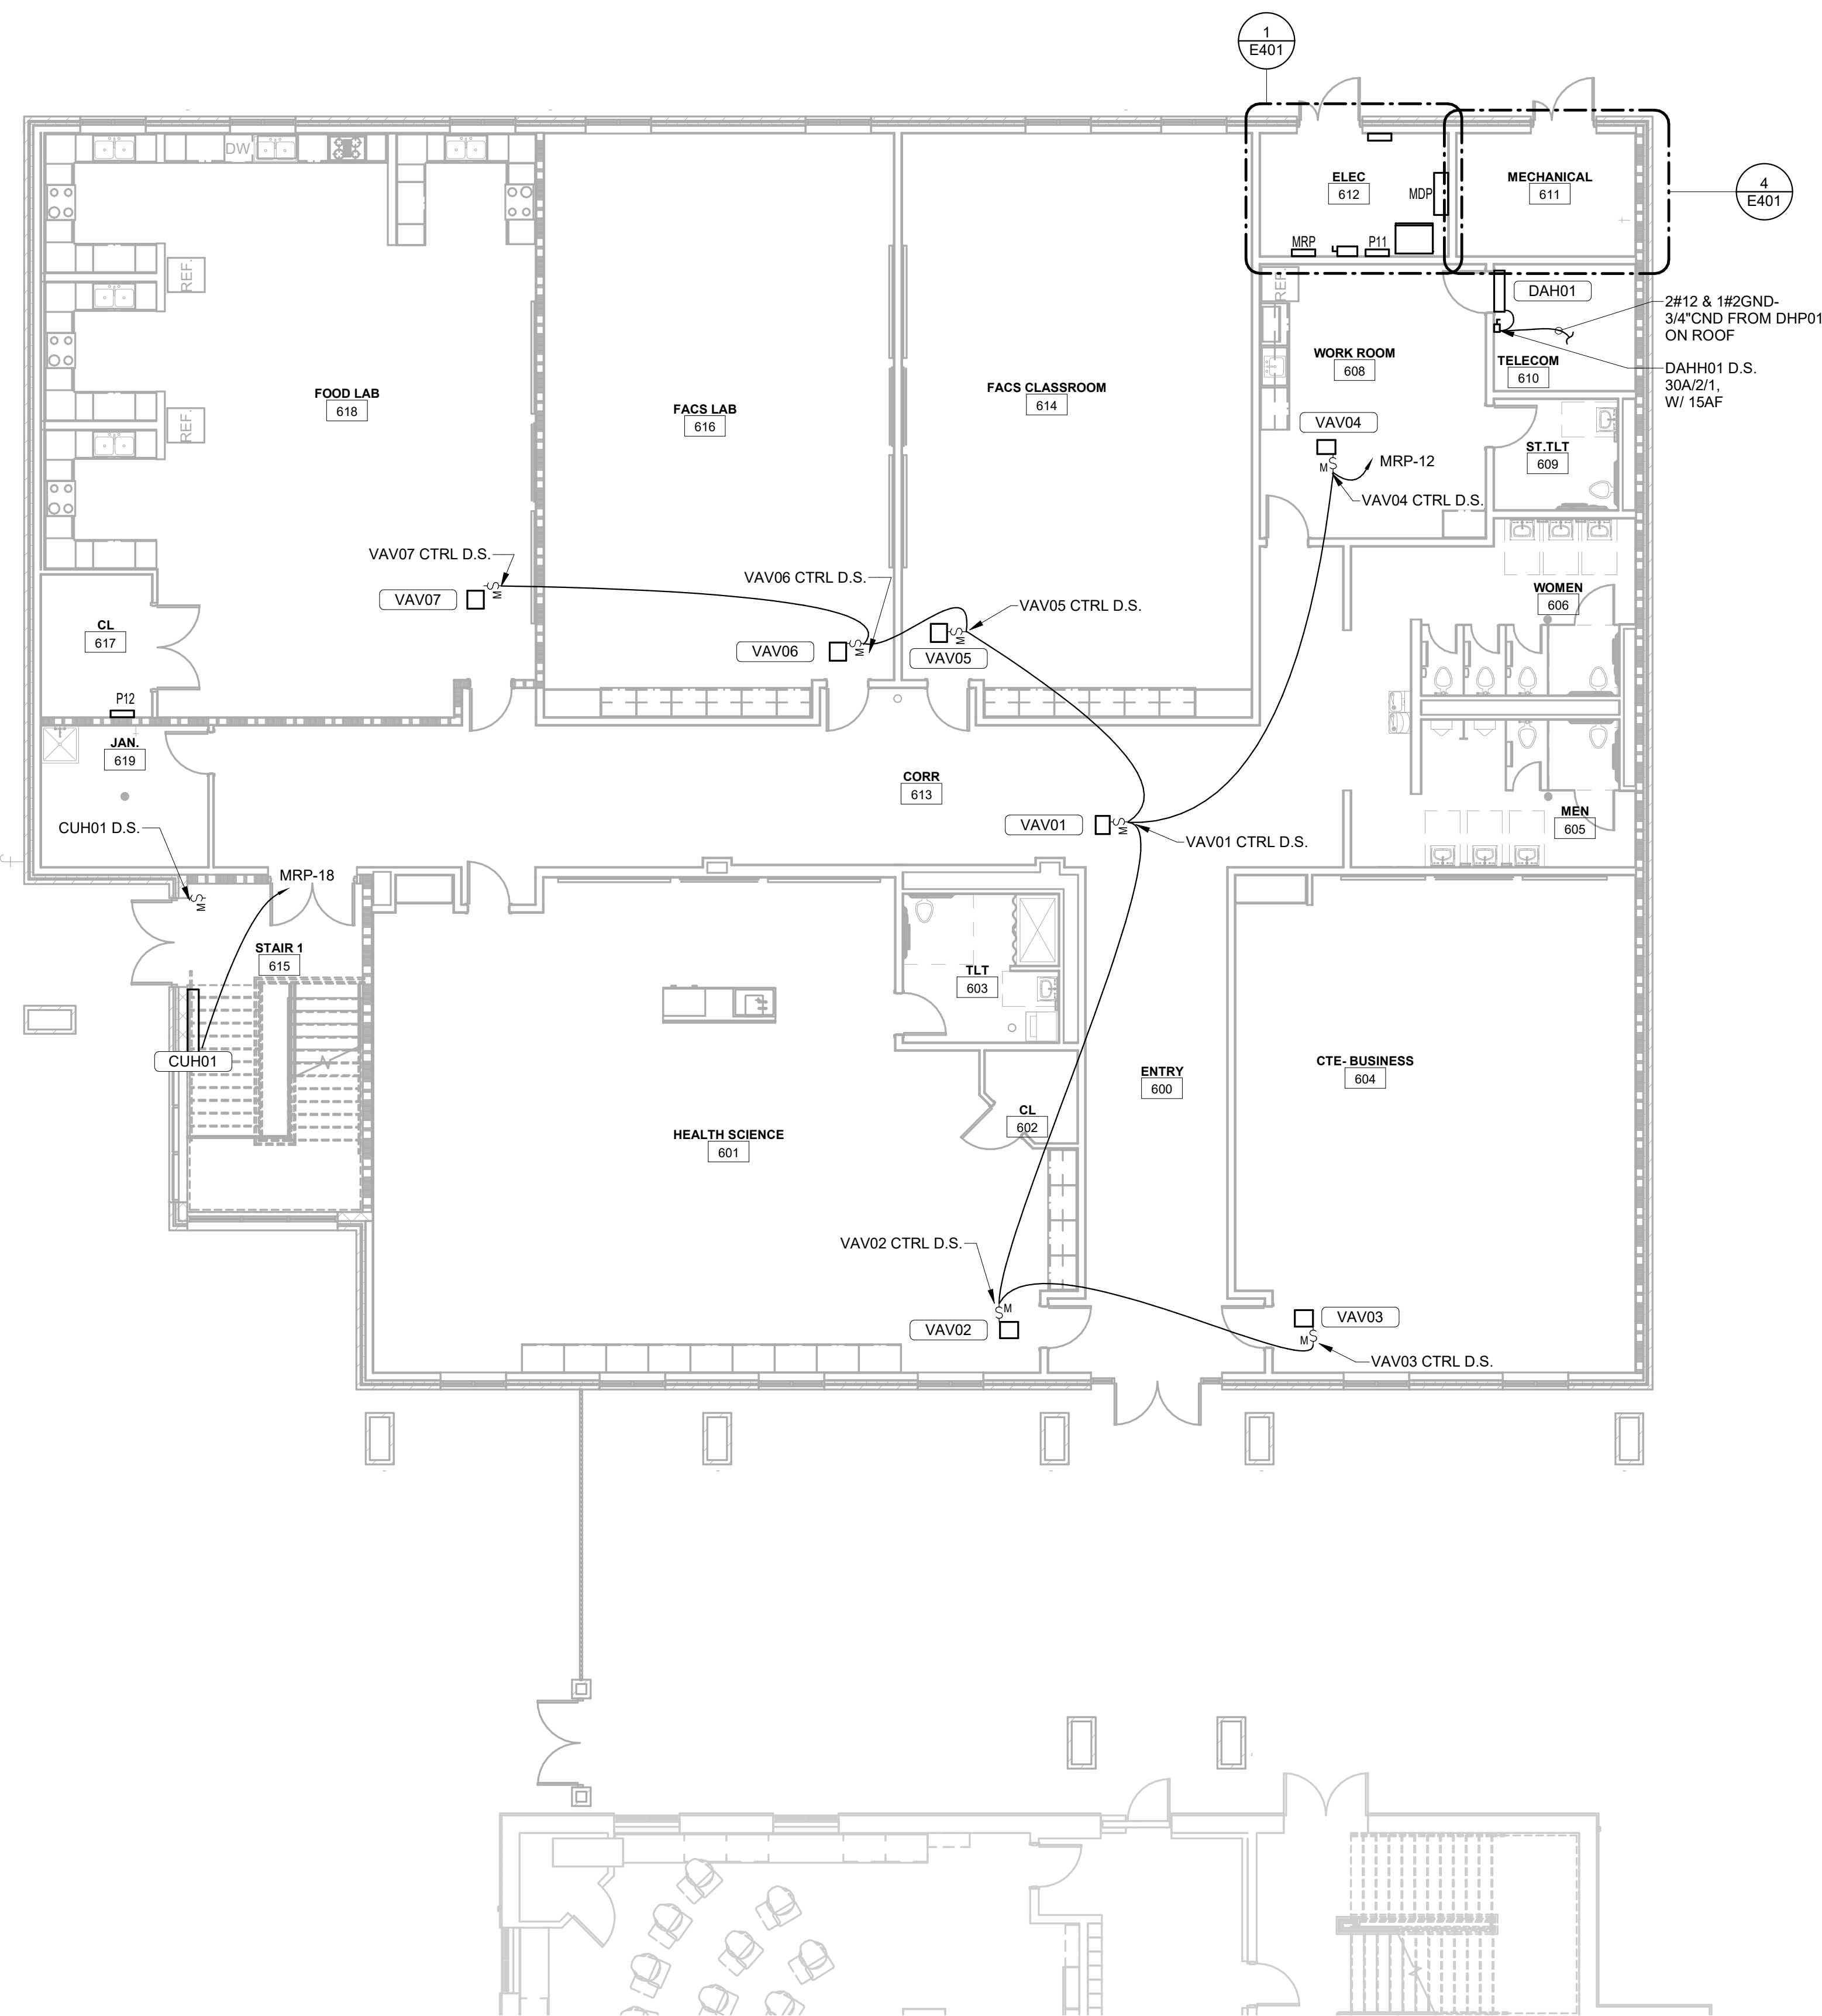 1
E401
DW
ELEC
612
MDP
MRP
P11
MECHANICAL
611
4
E401
REF.
REF.
REF.
DAH01
2#12 & 1#2GND-
3/4"CND FROM DHP01
ON ROOF
WORK ROOM
608
TELECOM
610
DAHH01 D.S.
30A/2/1,
W/ 15AF
FOOD LAB
618
FACS LAB
616
FACS CLASSROOM
614
VAV04
M S
MRP-12
VAV04 CTRL D.S.
ST.TLT
609
VAV07 CTRL D.S.
VAV07
S
M
VAV06 CTRL D.S.
VAV06
S
M
VAV05 CTRL D.S.
VAV05
S
M
WOMEN
606
CL
617
P12
JAN.
619
CORR
613
MEN
605
CUH01 D.S.
VAV01
S
M
VAV01 CTRL D.S.
MRP-18
S
M
STAIR 1
615
TLT
603
CUH01
CTE- BUSINESS
604
ENTRY
600
CL
602
HEALTH SCIENCE
601
VAV02 CTRL D.S.
S M
VAV02
VAV03
M S
VAV03 CTRL D.S.